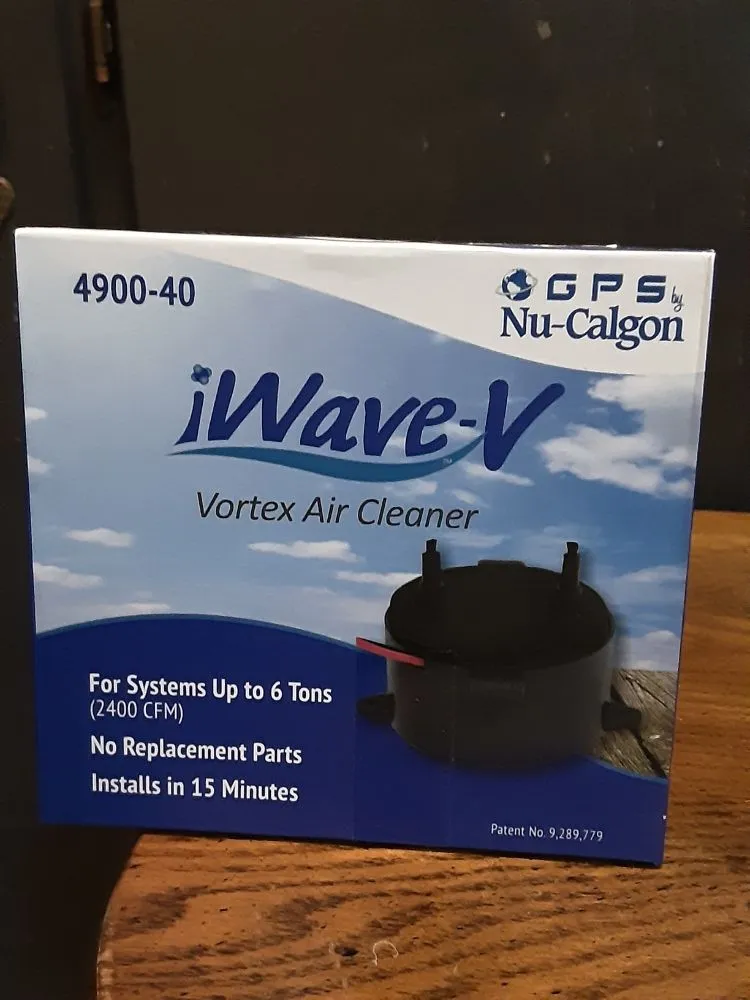 4900-40
GPS by
Nu-Calgon
iWave-V
™
Vortex Air Cleaner
For Systems Up to 6 Tons
(2400 CFM)
No Replacement Parts
Installs in 15 Minutes
Patent No. 9,289,779